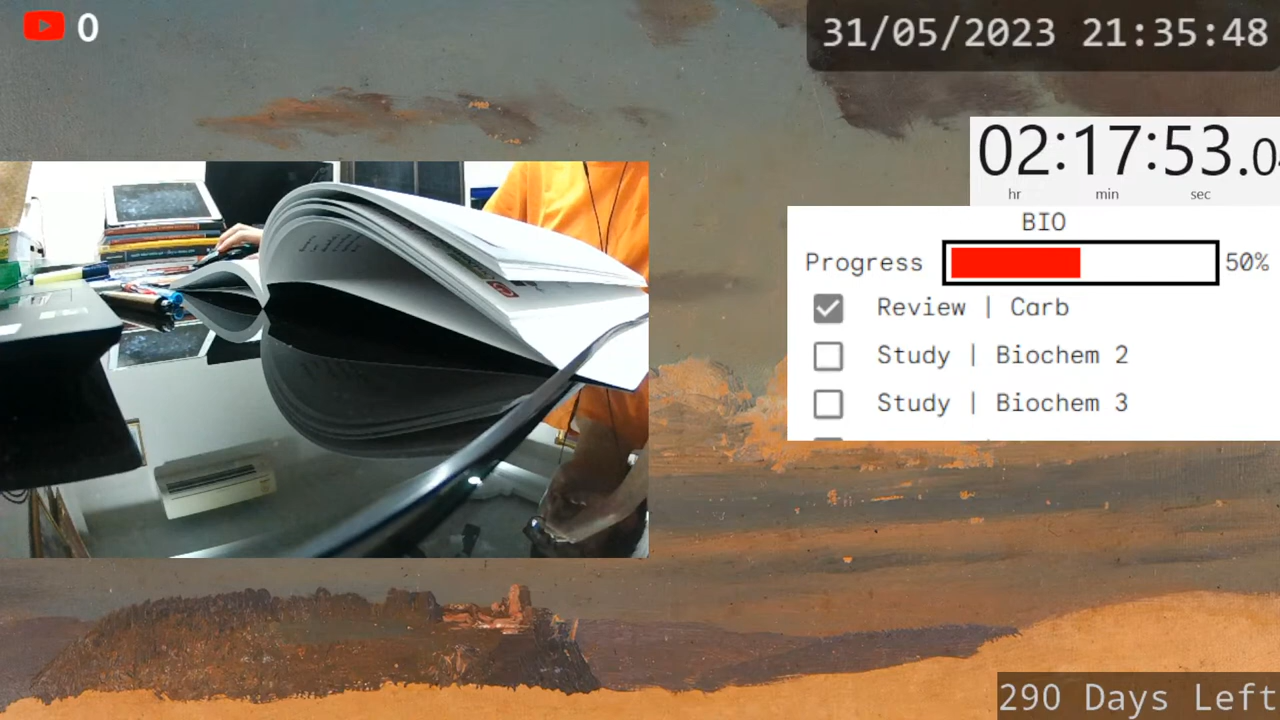 0
31/05/2023 21:35:48
02:17:53.0
hr min sec
BIO
Progress 50%
Review | Carb
Study | Biochem 2
Study | Biochem 3
290 Days Left